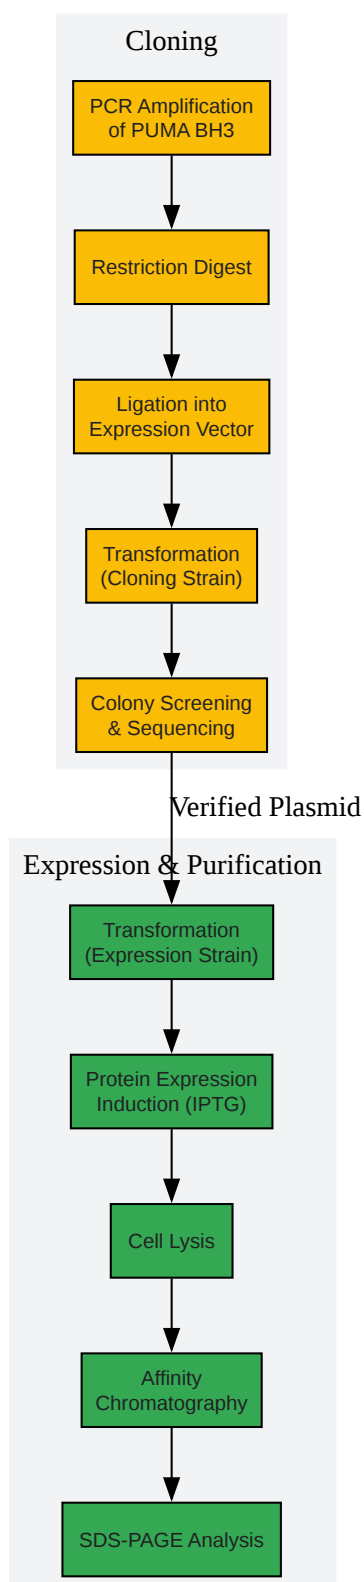 Cloning
PCR Amplification
of PUMA BH3
Restriction Digest
Ligation into
Expression Vector
Transformation
(Cloning Strain)
Colony Screening
& Sequencing
Verified Plasmid
Expression & Purification
Transformation
(Expression Strain)
Protein Expression
Induction (IPTG)
Cell Lysis
Affinity
Chromatography
SDS-PAGE Analysis